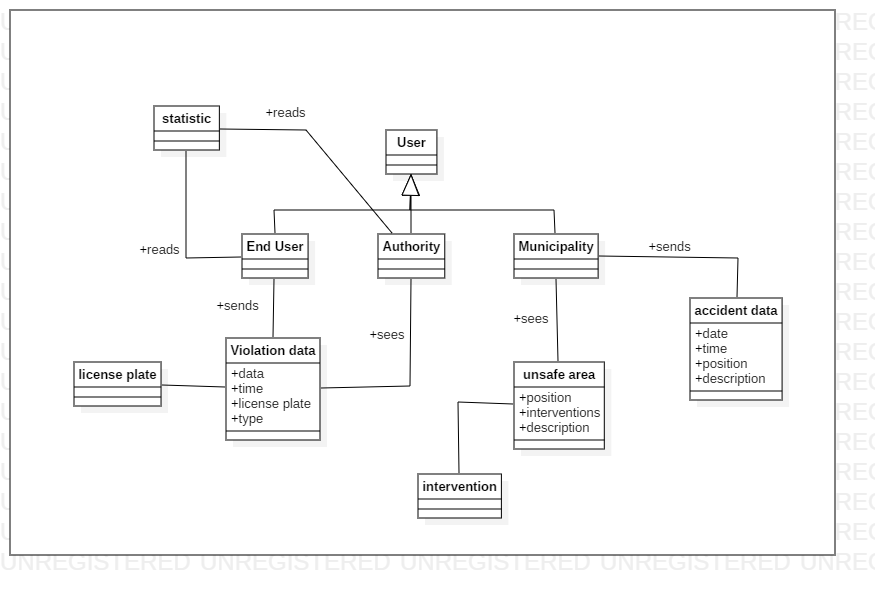 +reads
statistic
User
+reads
End User
Authority
Municipality
+sends
+sends
+sees
+sees
accident data
+date
+time
+position
+description
license plate
Violation data
+data
+time
+license plate
+type
unsafe area
+position
+interventions
+description
intervention
UNREGISTERED UNREGISTERED UNREGISTERED UNREGISTERED